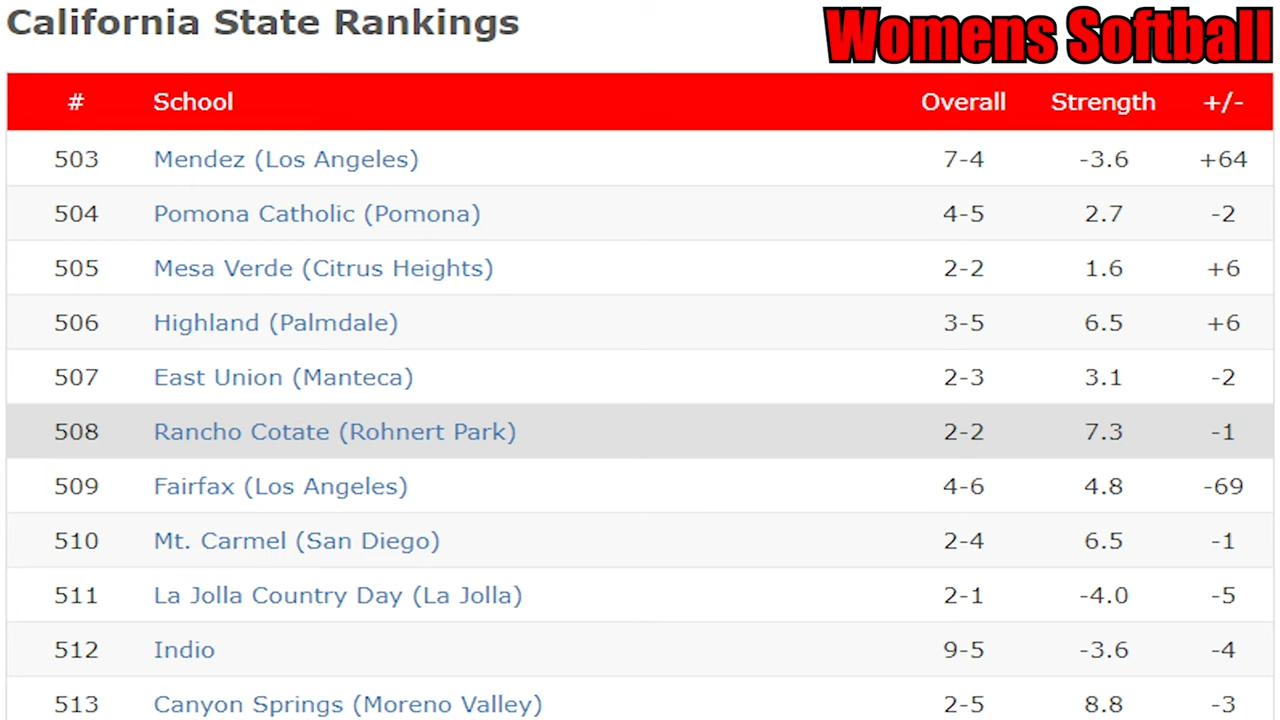 California State Rankings
Womens Softball
# School Overall Strength +/-
503 Mendez (Los Angeles) 7-4 -3.6 +64
504 Pomona Catholic (Pomona) 4-5 2.7 -2
505 Mesa Verde (Citrus Heights) 2-2 1.6 +6
506 Highland (Palmdale) 3-5 6.5 +6
507 East Union (Manteca) 2-3 3.1 -2
508 Rancho Cotate (Rohnert Park) 2-2 7.3 -1
509 Fairfax (Los Angeles) 4-6 4.8 -69
510 Mt. Carmel (San Diego) 2-4 6.5 -1
511 La Jolla Country Day (La Jolla) 2-1 -4.0 -5
512 Indio 9-5 -3.6 -4
513 Canyon Springs (Moreno Valley) 2-5 8.8 -3